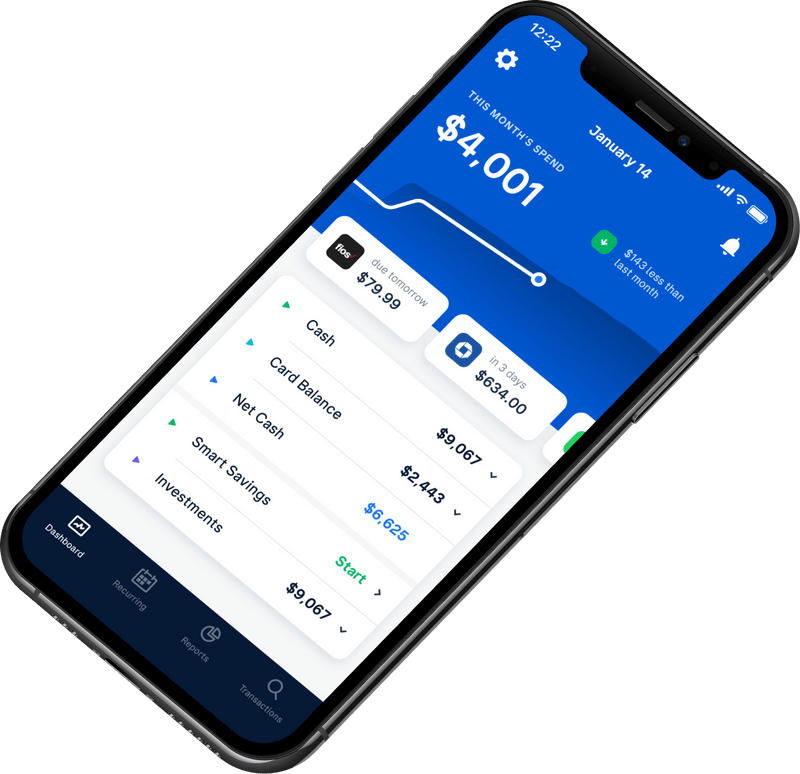 12:22
January 14
THIS MONTH'S SPEND
$4,001
$143 less than
last month
fios
due tomorrow
$79.99
in 3 days
$634.00
Cash
$9,067
Card Balance
$2,443
Net Cash
$6,625
Smart Savings
Start
Investments
$9,067
Dashboard
Recurring
Reports
Transactions